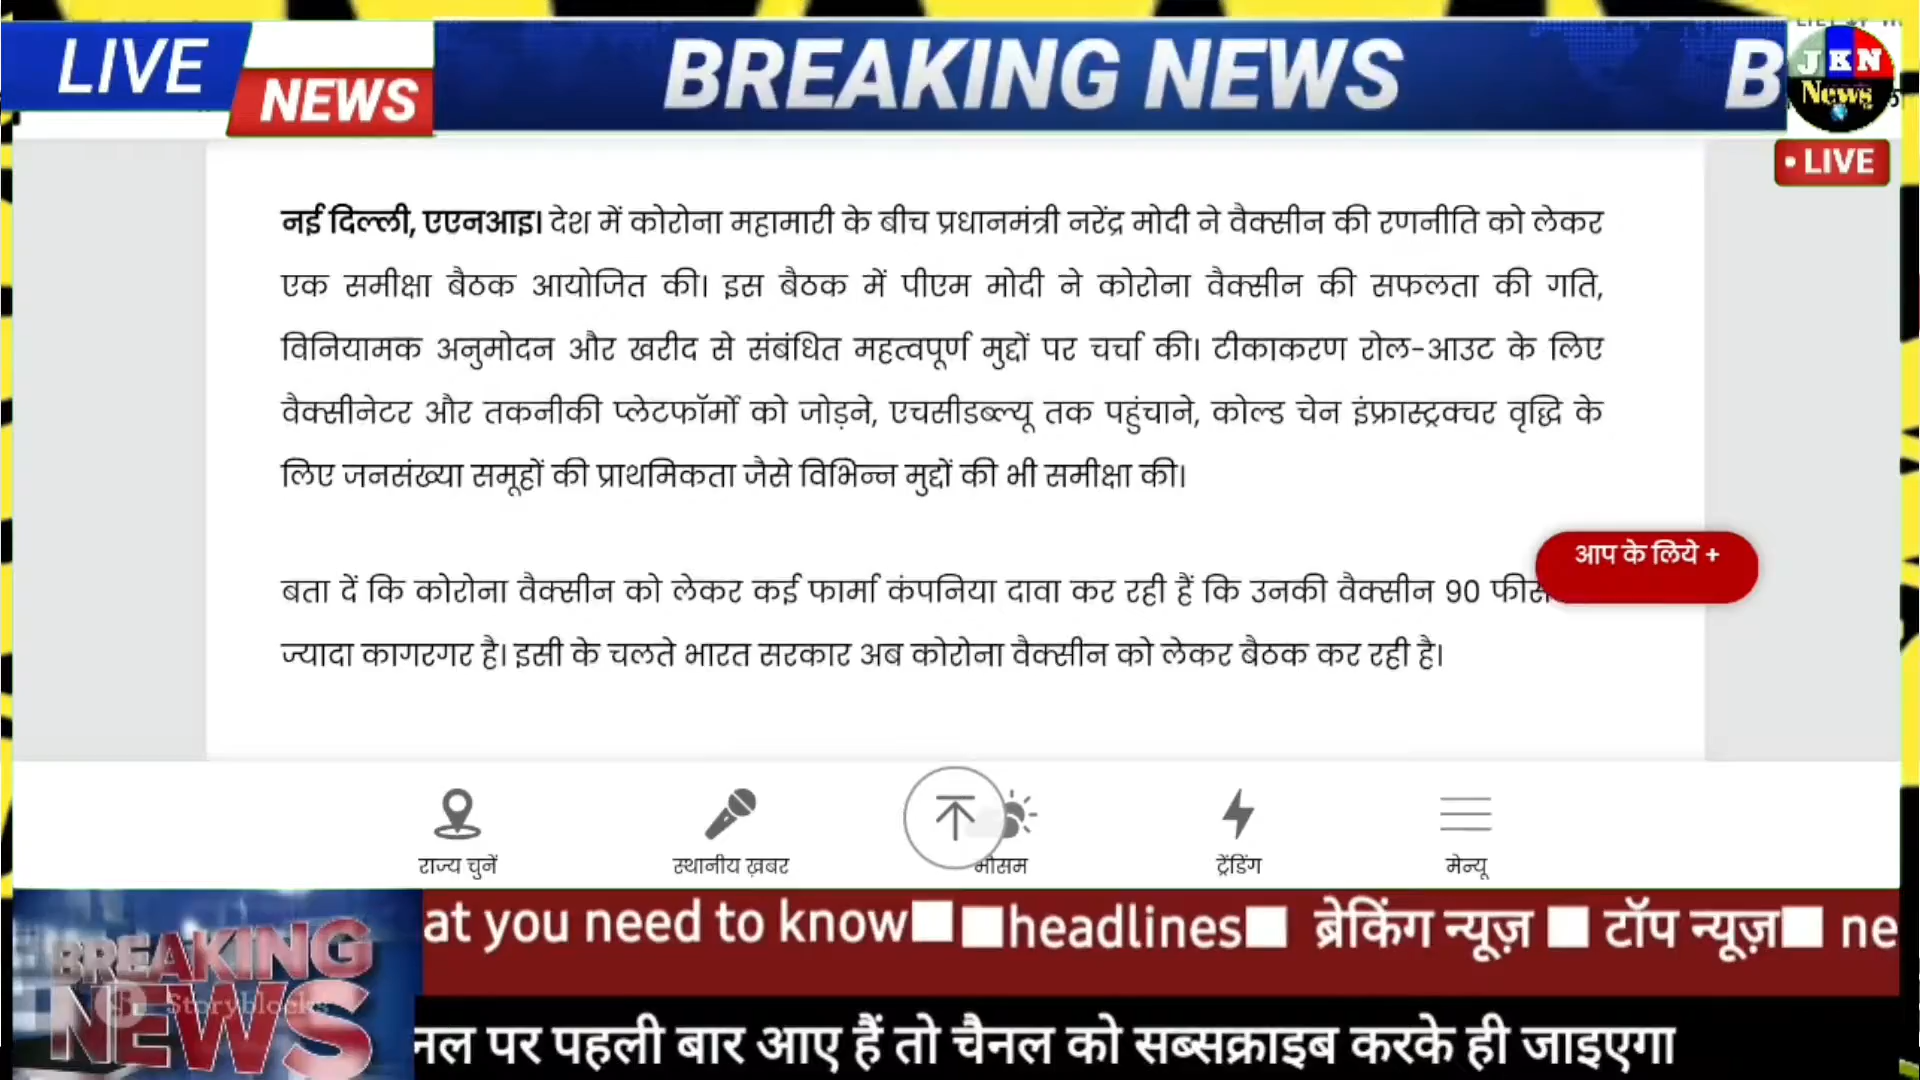 LIVE
NEWS
BREAKING NEWS
B
JKN
News
• LIVE
नई दिल्ली, एएनआइ। देश में कोरोना महामारी के बीच प्रधानमंत्री नरेंद्र मोदी ने वैक्सीन की रणनीति को लेकर
एक समीक्षा बैठक आयोजित की। इस बैठक में पीएम मोदी ने कोरोना वैक्सीन की सफलता की गति,
विनियामक अनुमोदन और खरीद से संबंधित महत्वपूर्ण मुद्दों पर चर्चा की। टीकाकरण रोल-आउट के लिए
वैक्सीनेटर और तकनीकी प्लेटफॉर्मों को जोड़ने, एचसीडब्ल्यू तक पहुंचाने, कोल्ड चेन इंफ्रास्ट्रक्चर वृद्धि के
लिए जनसंख्या समूहों की प्राथमिकता जैसे विभिन्न मुद्दों की भी समीक्षा की।
आप के लिये +
बता दें कि कोरोना वैक्सीन को लेकर कई फार्मा कंपनिया दावा कर रही हैं कि उनकी वैक्सीन 90
ज्यादा कागरगर है। इसी के चलते भारत सरकार अब कोरोना वैक्सीन को लेकर बैठक कर रही है।
राज्य चुनें
स्थानीय ख़बर
मौसम
ट्रेंडिंग
मेन्यू
BREAKING
NEWS
Storyblocks
at you need to know headlines ब्रेकिंग न्यूज़ टॉप न्यूज़ ne
नल पर पहली बार आए हैं तो चैनल को सब्सक्राइब करके ही जाइएगा